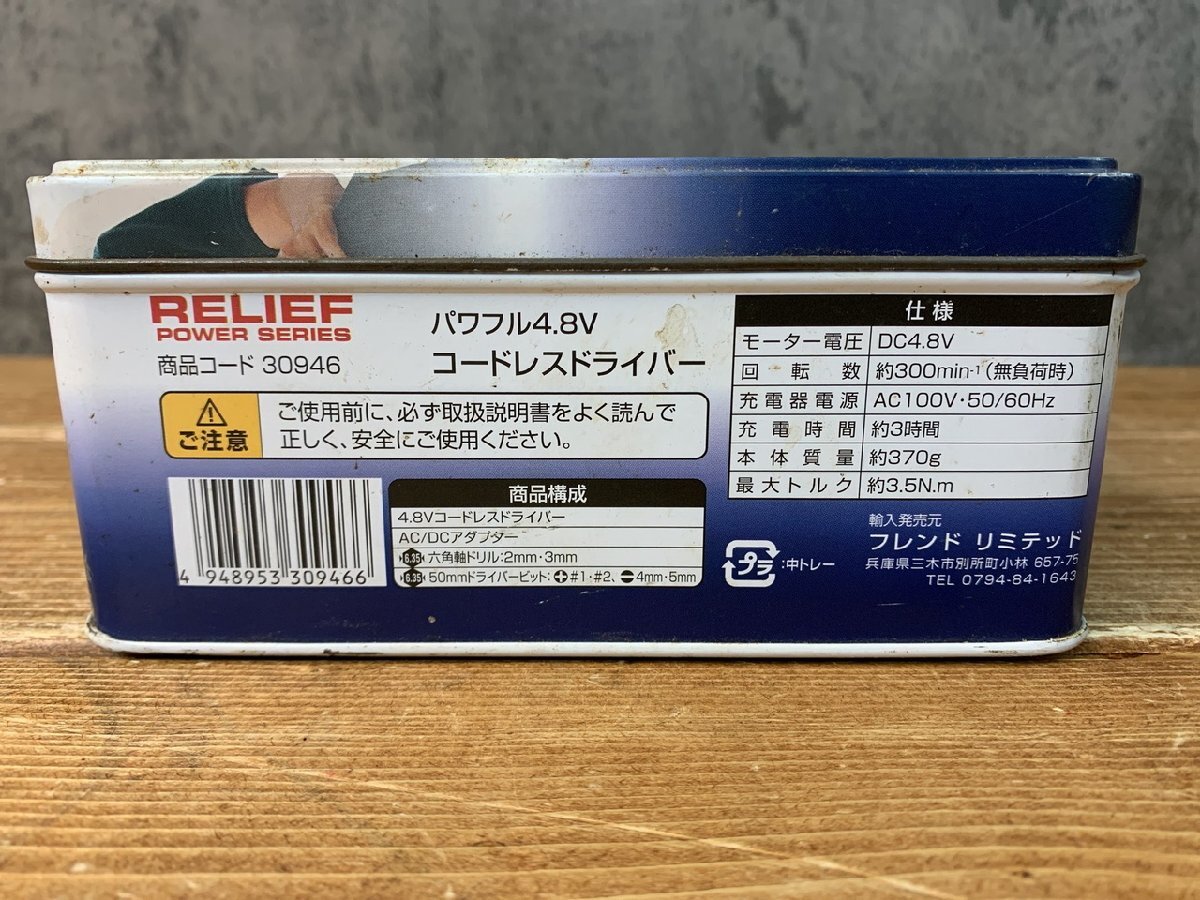 RELIEF
POWER SERIES
商品コード 30946
パワフル4.8V
コードレスドライバー
ご注意
ご使用前に、必ず取扱説明書をよく読んで
正しく、安全にご使用ください。
4 948953 309466
商品構成
4.8Vコードレスドライバー
AC/DCアダプター
6.35 六角軸ドリル:2mm・3mm
6.35 50mmドライバービット:#1・#2、4mm・5mm
仕様
モーター電圧 DC4.8V
回転数 約300min-1(無負荷時)
充電器電源 AC100V・50/60Hz
充電時間 約3時間
本体質量 約370g
最大トルク 約3.5N.m
プラ :中トレー
輸入発売元
フレンド リミテッド
兵庫県三木市別所町小林 657-75
TEL 0794-84-1643